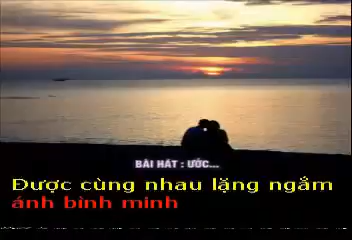 BÀI HÁT : ƯỚC...
Được cùng nhau lặng ngắm
ánh bình minh